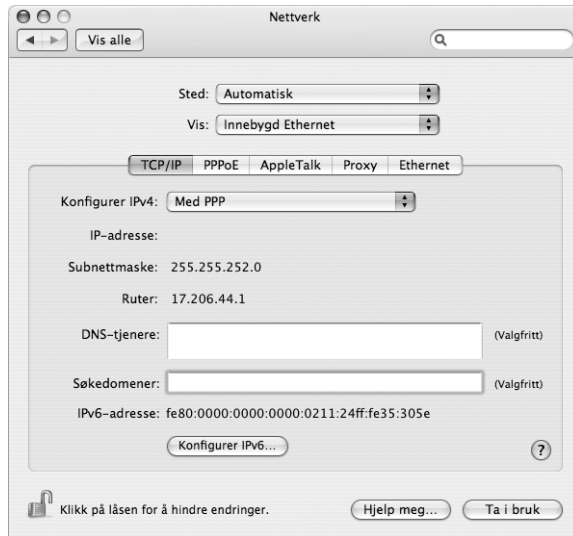 Nettverk
Vis alle
Sted: Automatisk
Vis: Innebygd Ethernet
TCP/IP PPPoE AppleTalk Proxy Ethernet
Konfigurer IPv4: Med PPP
IP-adresse:
Subnettmaske: 255.255.252.0
Ruter: 17.206.44.1
DNS-tjenere: (Valgfritt)
Søkedomener: (Valgfritt)
IPv6-adresse: fe80:0000:0000:0000:0211:24ff:fe35:305e
Konfigurer IPv6... ?
Klikk på låsen for å hindre endringer. Hjelp meg... Ta i bruk